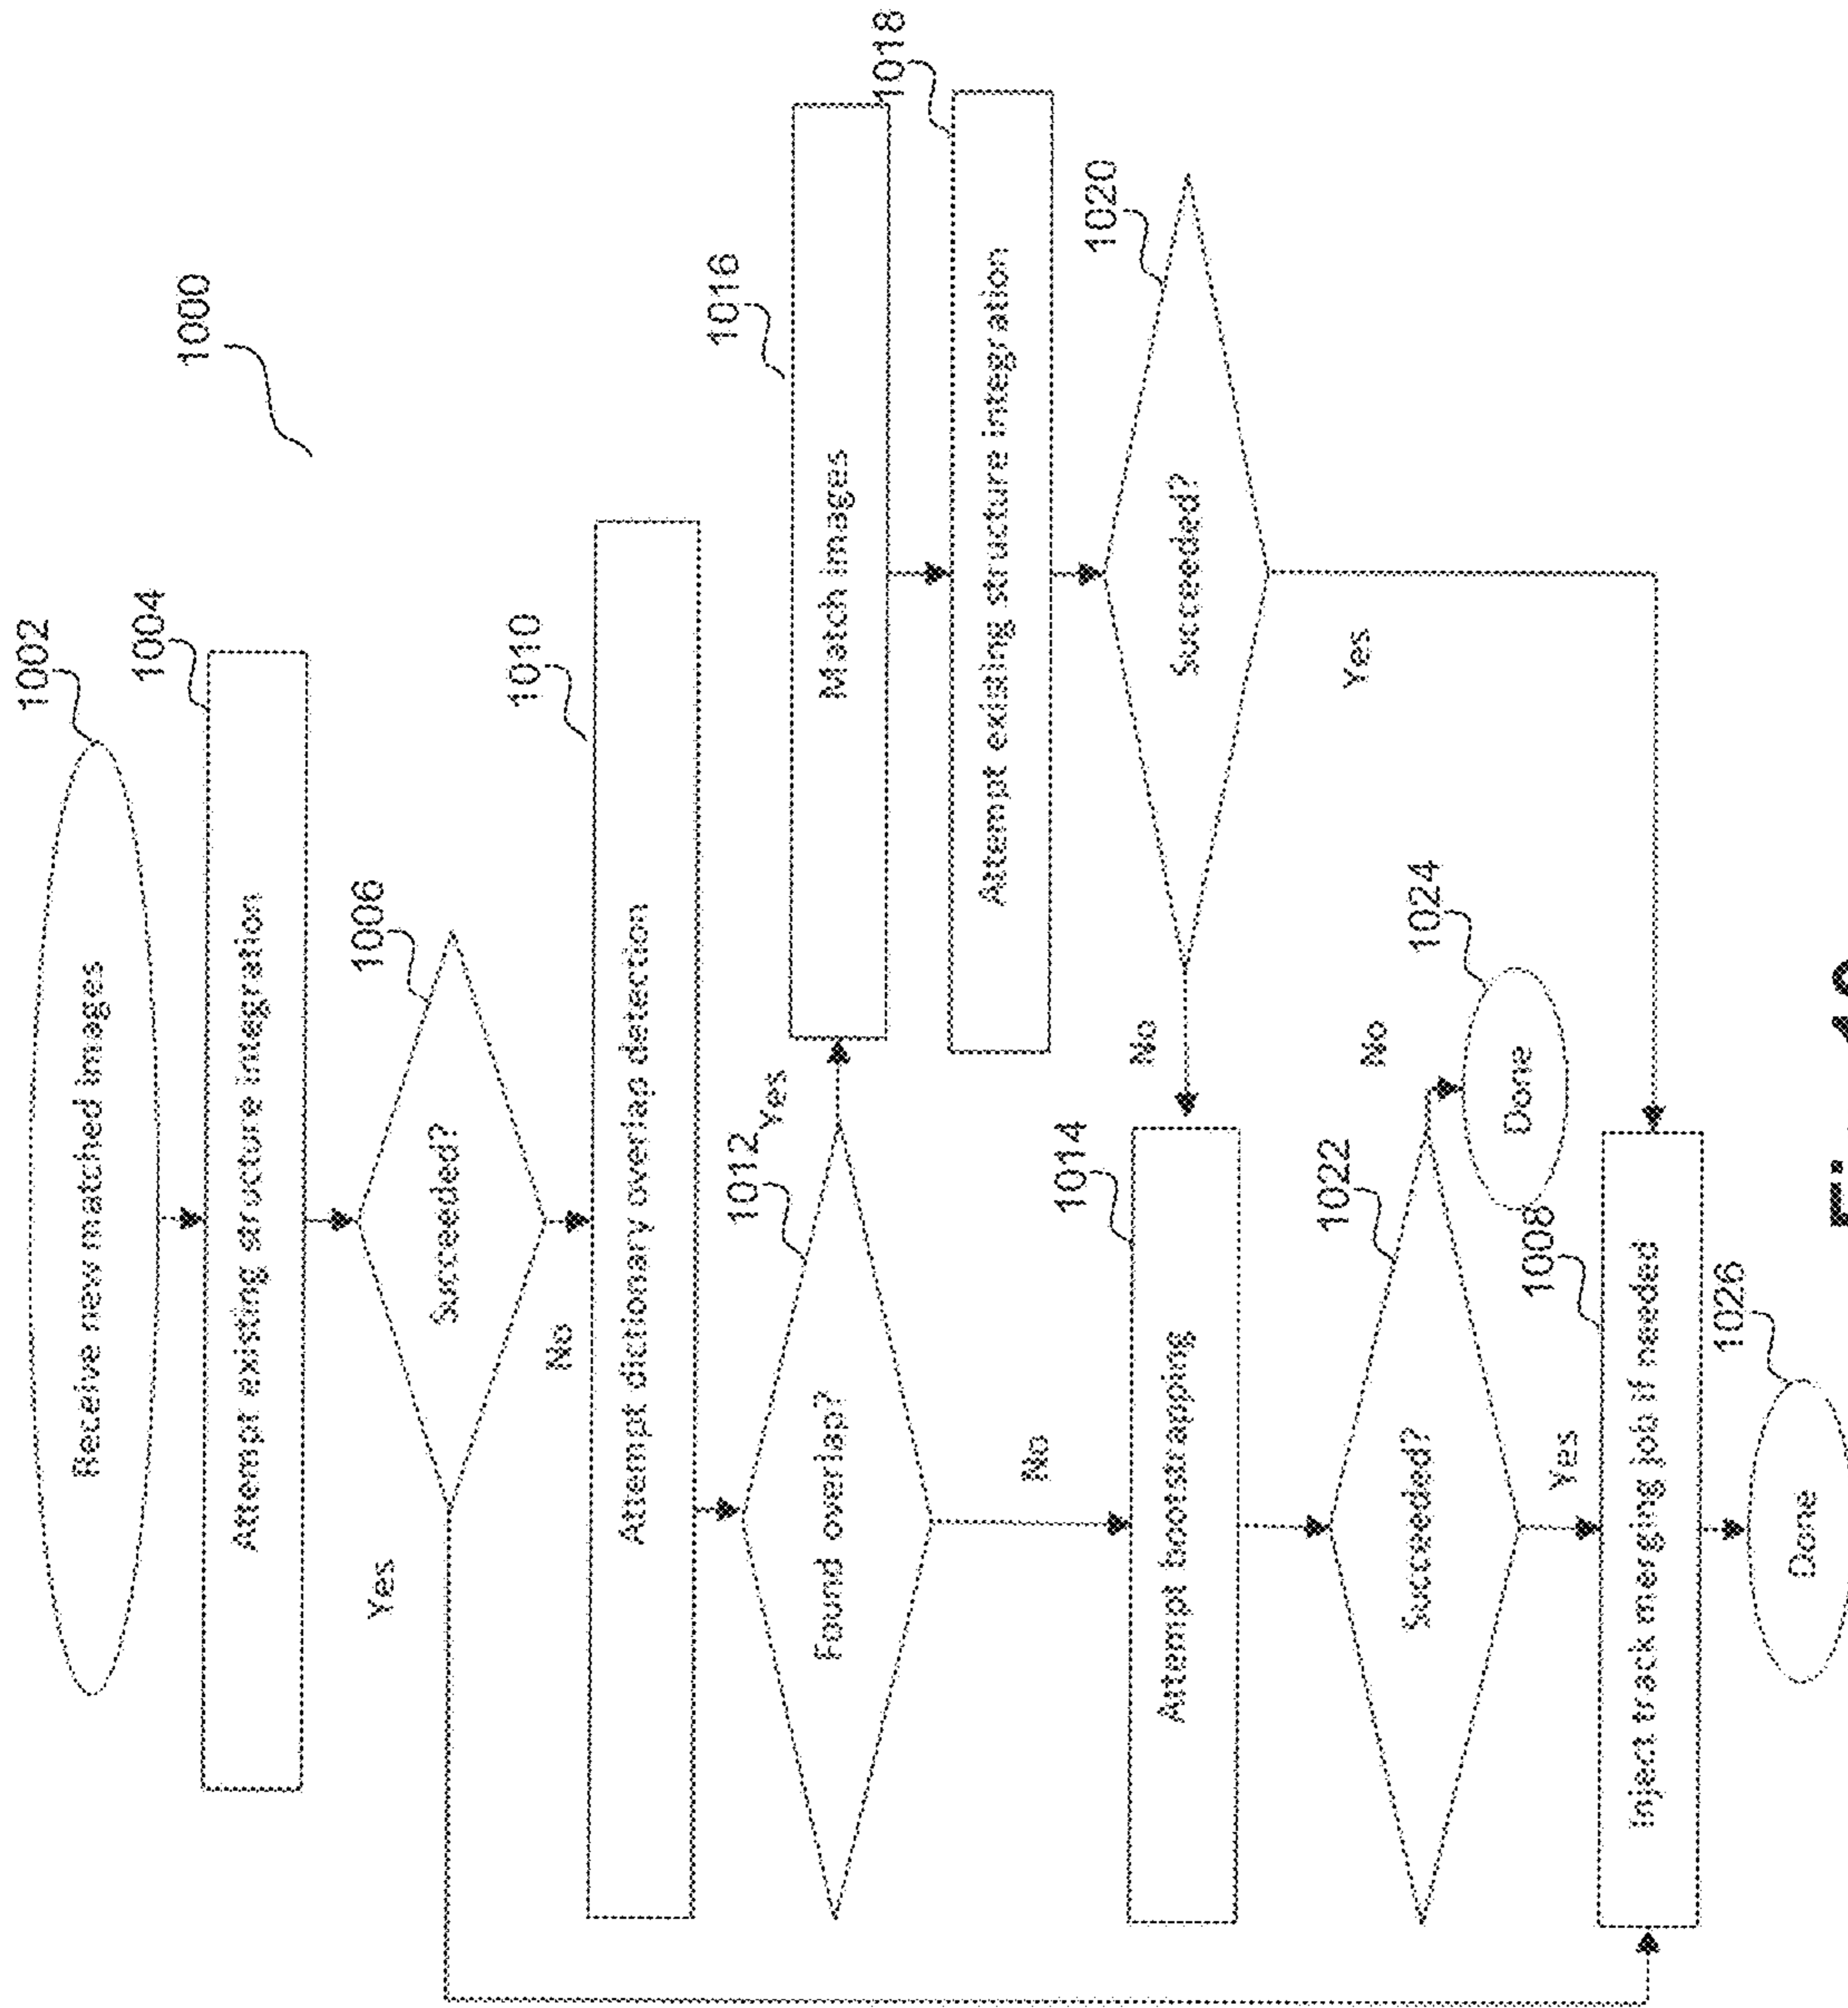 1000
1002
Receive new matched images
1004
Attempt existing structure integration
1006
Succeeded?
Yes
No
1010
Attempt dictionary overlap detection
1012
Found overlap?
Yes
No
1016
Match images
1018
Attempt existing structure integration
1020
Succeeded?
No
Yes
1014
Attempt bootstrapping
1022
Succeeded?
No
1024
Done
Yes
1008
Inject track merging job if needed
1026
Done